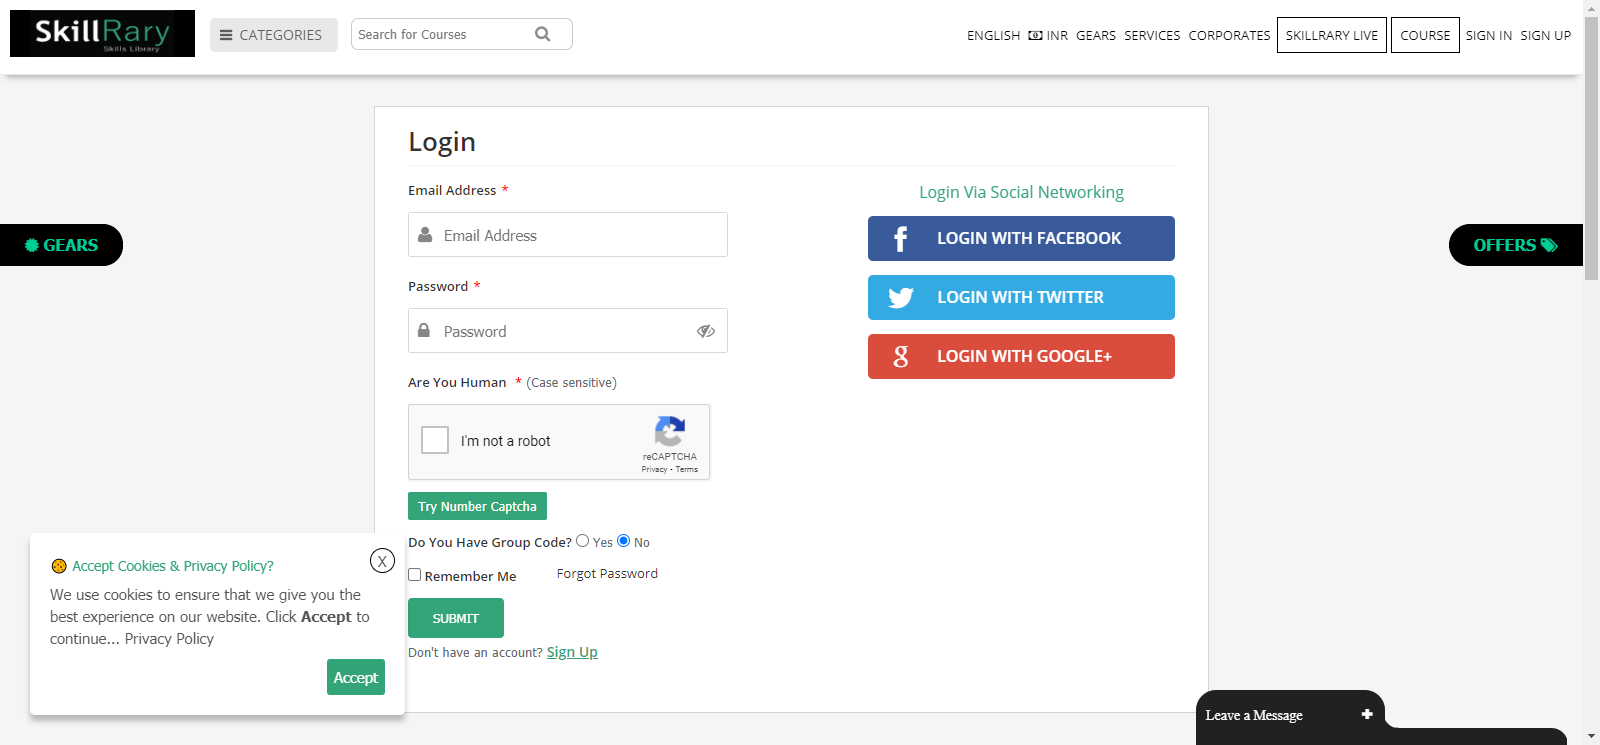 SkillRary
Skills Library
CATEGORIES
Search for Courses
ENGLISH INR GEARS SERVICES CORPORATES SKILLRARY LIVE COURSE SIGN IN SIGN UP
Login
Email Address *
Email Address
Password *
Password
Are You Human * (Case sensitive)
I'm not a robot
reCAPTCHA
Privacy - Terms
Try Number Captcha
Do You Have Group Code? Yes No
Remember Me Forgot Password
SUBMIT
Don't have an account? Sign Up
Login Via Social Networking
LOGIN WITH FACEBOOK
LOGIN WITH TWITTER
LOGIN WITH GOOGLE+
GEARS
OFFERS
Accept Cookies & Privacy Policy?
X
We use cookies to ensure that we give you the
best experience on our website. Click Accept to
continue... Privacy Policy
Accept
Leave a Message